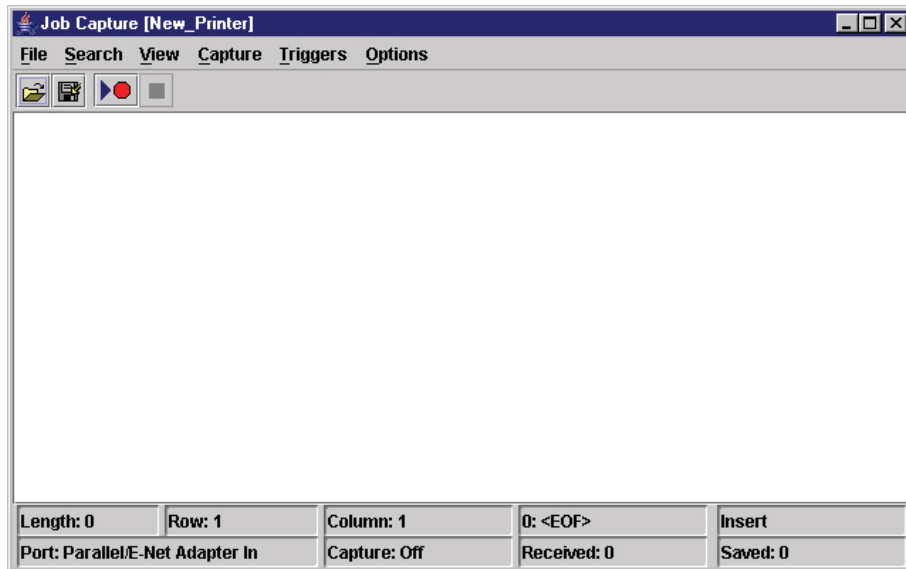 Job Capture [New_Printer]
File Search View Capture Triggers Options
Length: 0 Row: 1 Column: 1 0: <EOF> Insert
Port: Parallel/E-Net Adapter In Capture: Off Received: 0 Saved: 0